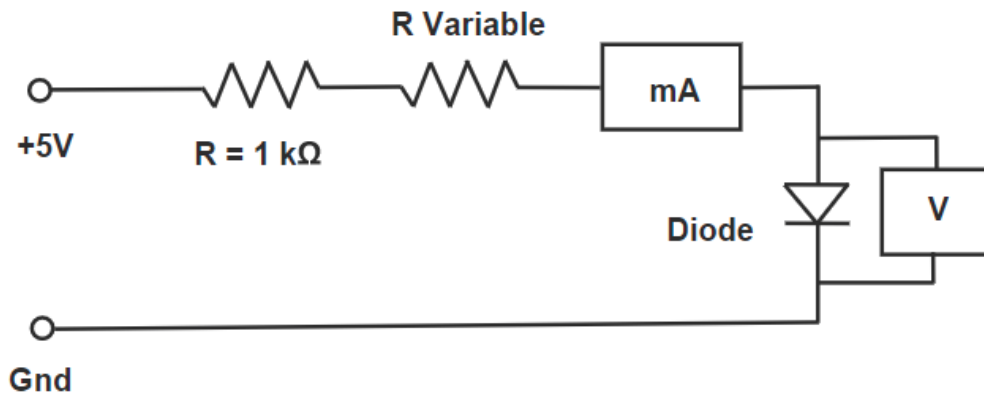 R Variable
mA
+5V
R = 1 kΩ
Diode
V
Gnd